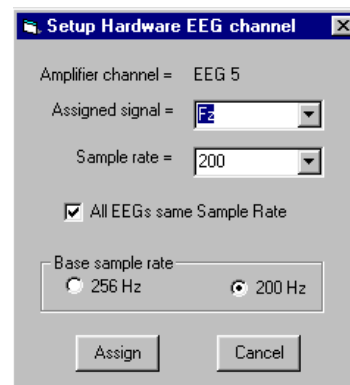 Setup Hardware EEG channel
Amplifier channel = EEG 5
Assigned signal = Fz
Sample rate = 200
All EEGs same Sample Rate
Base sample rate
256 Hz 200 Hz
Assign Cancel